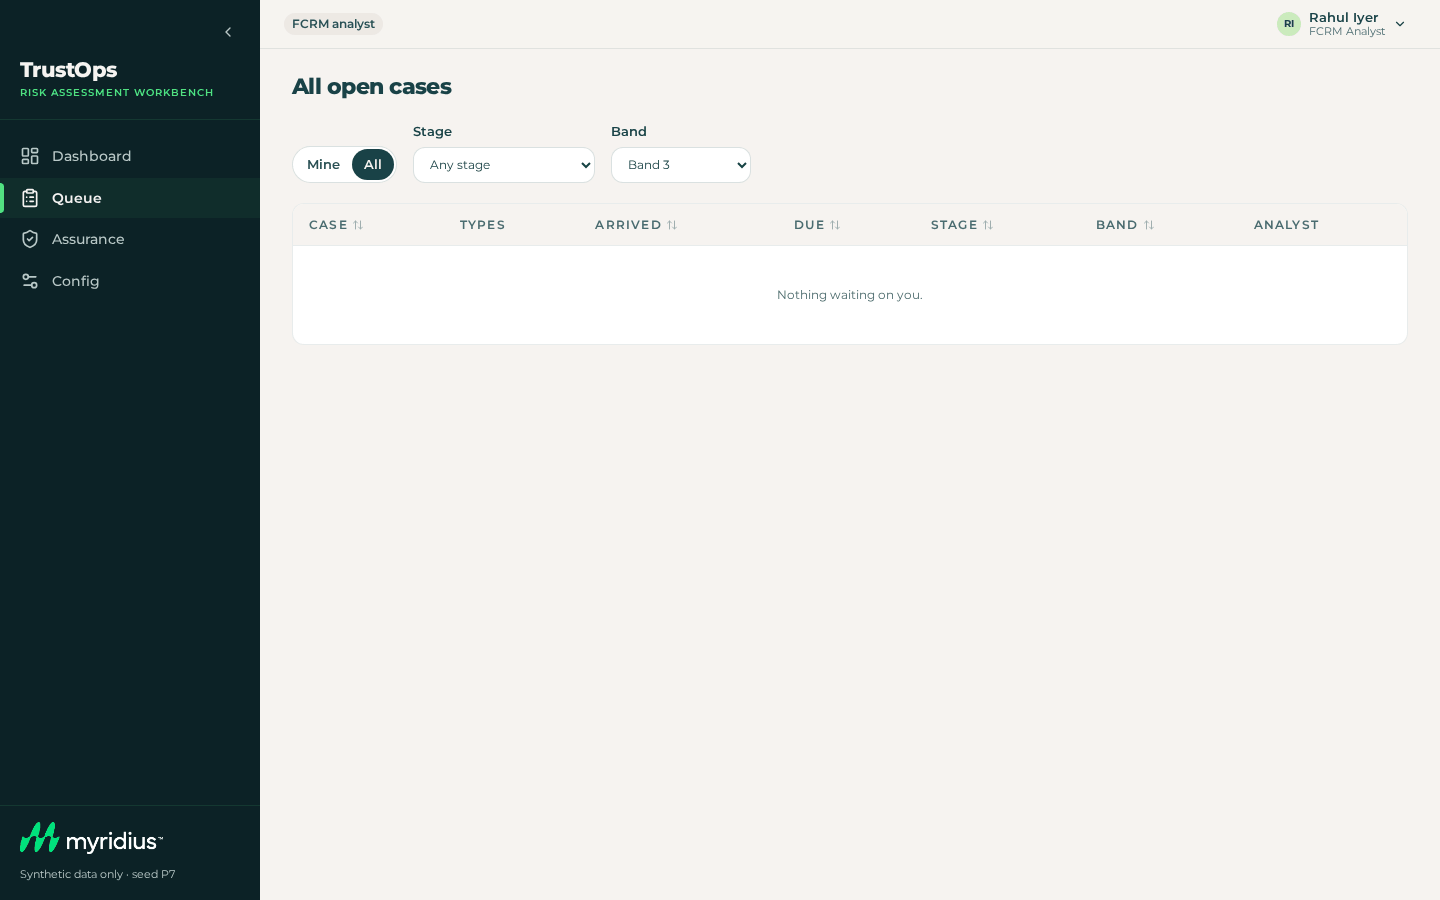 TrustOps
RISK ASSESSMENT WORKBENCH
Dashboard
Queue
Assurance
Config
myridius™
Synthetic data only · seed P7
FCRM analyst
RI
Rahul Iyer
FCRM Analyst
All open cases
Mine
All
Stage
Any stage
Band
Band 3
CASE
TYPES
ARRIVED
DUE
STAGE
BAND
ANALYST
Nothing waiting on you.